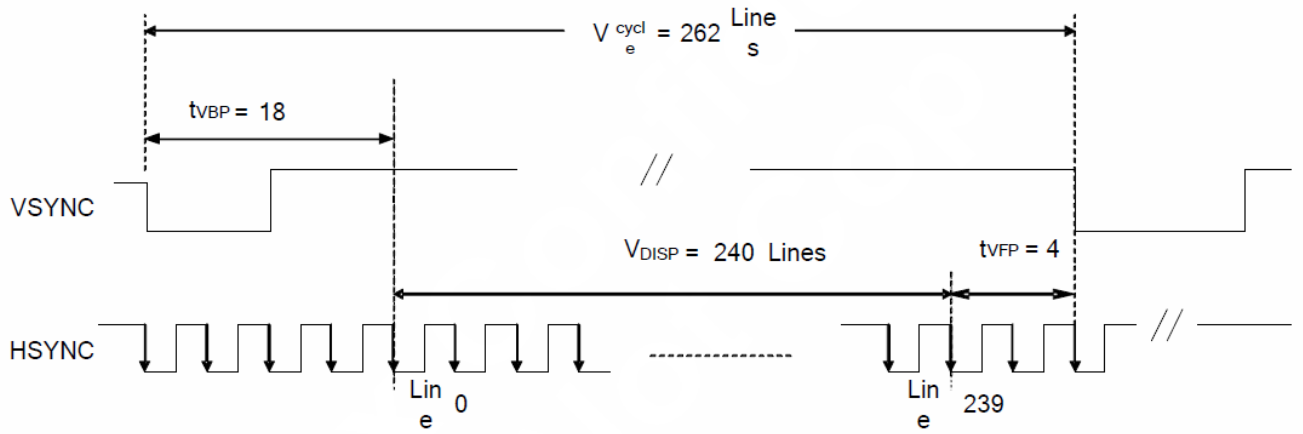 V cycl e = 262 Line s
tVBP = 18
VSYNC
VDISP = 240 Lines
tVFP = 4
HSYNC
Lin e 0
Lin e 239